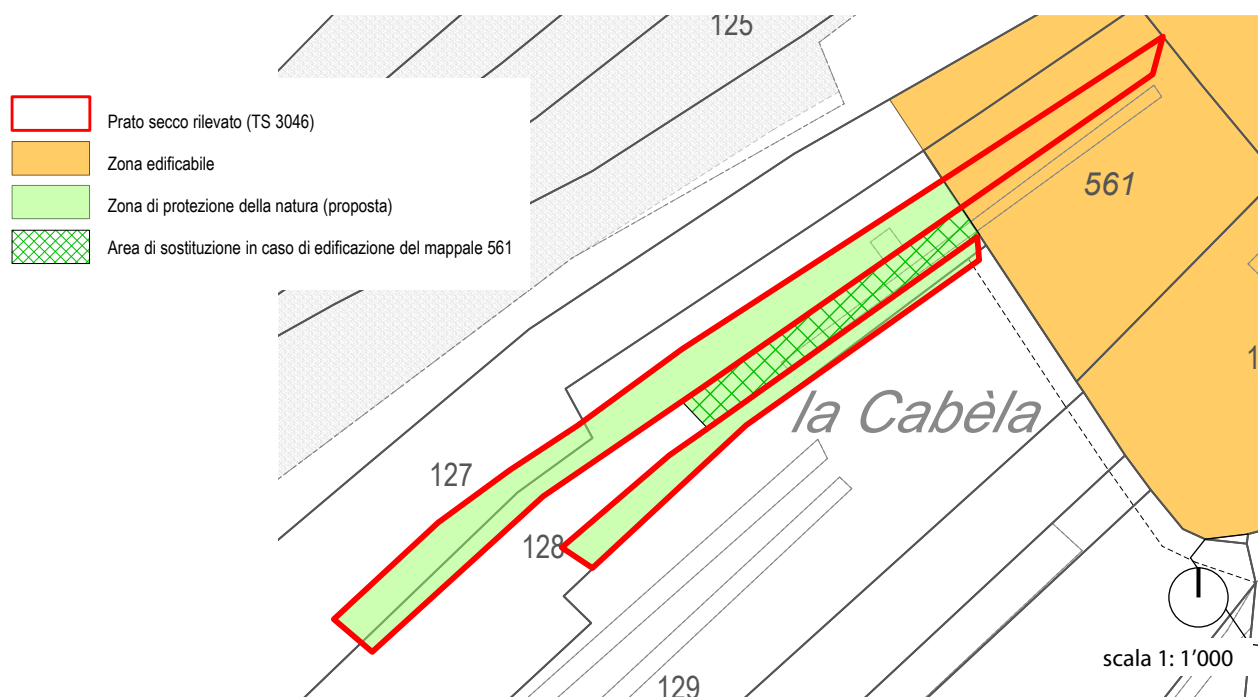 125
Prato secco rilevato (TS 3046)
Zona edificabile
Zona di protezione della natura (proposta)
Area di sostituzione in caso di edificazione del mappale 561
561
1
la Cabèla
127
128
129
scala 1: 1'000